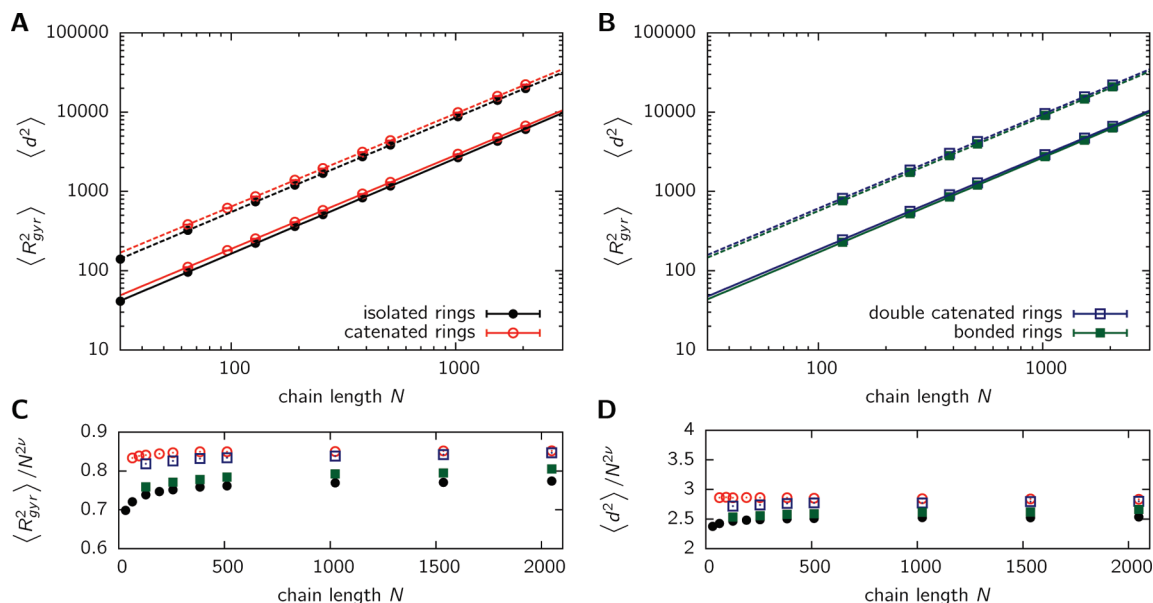 A
100000
10000
1000
100
10
⟨d²⟩
⟨R²gyr⟩
isolated rings
catenated rings
100
1000
chain length N
B
100000
10000
1000
100
10
⟨d²⟩
⟨R²gyr⟩
double catenated rings
bonded rings
100
1000
chain length N
C
0.9
0.8
0.7
0.6
⟨R²gyr⟩/N²ᵛ
0
500
1000
1500
2000
chain length N
D
4
3.5
3
2.5
2
⟨d²⟩/N²ᵛ
0
500
1000
1500
2000
chain length N